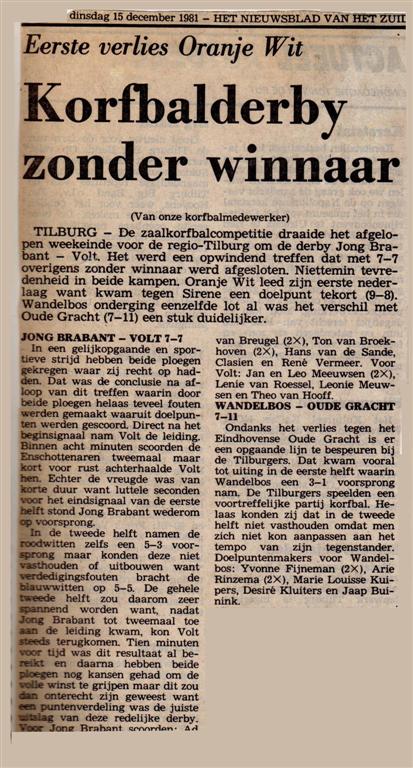 dinsdag 15 december 1981 – HET NIEUWSBLAD VAN HET ZUID
Eerste verlies Oranje Wit
Korfbalderby
zonder winnaar
(Van onze korfbalmedewerker)
TILBURG – De zaalkorfbalcompetitie draaide het afgelo-
pen weekeinde voor de regio-Tilburg om de derby Jong Bra-
bant – Volt. Het werd een opwindend treffen dat met 7–7
overigens zonder winnaar werd afgesloten. Niettemin tevre-
denheid in beide kampen. Oranje Wit leed zijn eerste neder-
laag want kwam tegen Sirene een doelpunt tekort (9–8).
Wandelbos onderging eenzelfde lot al was het verschil met
Oude Gracht (7–11) een stuk duidelijker.
JONG BRABANT – VOLT 7–7
In een gelijkopgaande en spor-
tieve strijd hebben beide ploegen
gekregen waar zij recht op had-
den. Dat was de conclusie na af-
loop van dit treffen waarin door
beide ploegen helaas teveel fouten
werden gemaakt waaruit doelpun-
ten werden gescoord. Direct na het
beginsignaal nam Volt de leiding.
Binnen acht minuten scoorden de
Enschottenaren tweemaal maar
kort voor rust achterhaalde Volt
hen. Echter de vreugde was van
korte duur want luttele seconden
voor het eindsignaal van de eerste
helft stond Jong Brabant wederom
op voorsprong.
In de tweede helft namen de
roodwitten zelfs een 5–3 voor-
sprong maar konden deze niet
vasthouden of uitbouwen want
verdedigingsfouten bracht de
blauwwitten op 5–5. De gehele
tweede helft zou daarom zeer
spannend worden want, nadat
Jong Brabant tot tweemaal toe
aan de leiding kwam, kon Volt
steeds terugkomen. Tien minuten
voor tijd was dit resultaat al be-
reikt en daarna hebben beide
ploegen nog kansen gehad om de
volle winst te grijpen maar dit zou
dan onterecht zijn geweest want
een puntenverdeling was de juiste
uitslag van deze redelijke derby.
Voor Jong Brabant scoorden: Ad
van Breugel (2×), Ton van Broek-
hoven (2×), Hans van de Sande,
Clasien en Renè Vermeer. Voor
Volt: Jan en Leo Meeuwsen (2×),
Lenie van Roessel, Leonie Meuw-
sen en Theo van Hooff.
WANDELBOS – OUDE GRACHT
7–11
Ondanks het verlies tegen het
Eindhovense Oude Gracht is er
een opgaande lijn te bespeuren bij
de Tilburgers. Dat kwam vooral
tot uiting in de eerste helft waarin
Wandelbos een 3–1 voorsprong
nam. De Tilburgers speelden een
voortreffelijke partij korfbal. He-
laas konden zij dat in de tweede
helft niet vasthouden omdat men
zich niet kon aanpassen aan het
tempo van zijn tegenstander.
Doelpuntenmakers voor Wandel-
bos: Yvonne Fijneman (2×), Arie
Rinzema (2×), Marie Louisse Kui-
pers, Desiré Kluiters en Jaap Bui-
nink.